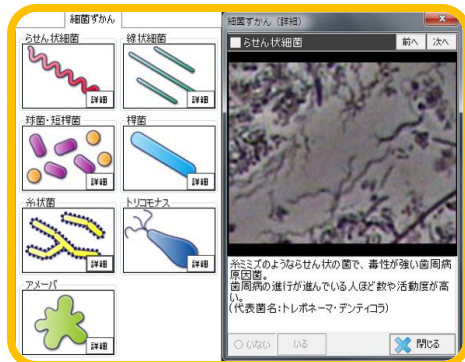 細菌ずかん
らせん状細菌
詳細
線状細菌
詳細
球菌・短桿菌
詳細
桿菌
詳細
糸状菌
詳細
トリコモナス
詳細
アメーバ
詳細
細菌ずかん (詳細)
らせん状細菌
前へ
次へ
糸ミミズのようならせん状の菌で、毒性が強い歯周病
原因菌。
歯周病の進行が進んでいる人ほど数や活動度が高
い。
(代表菌名:トレポネーマ・デンティコラ)
いない
いる
閉じる